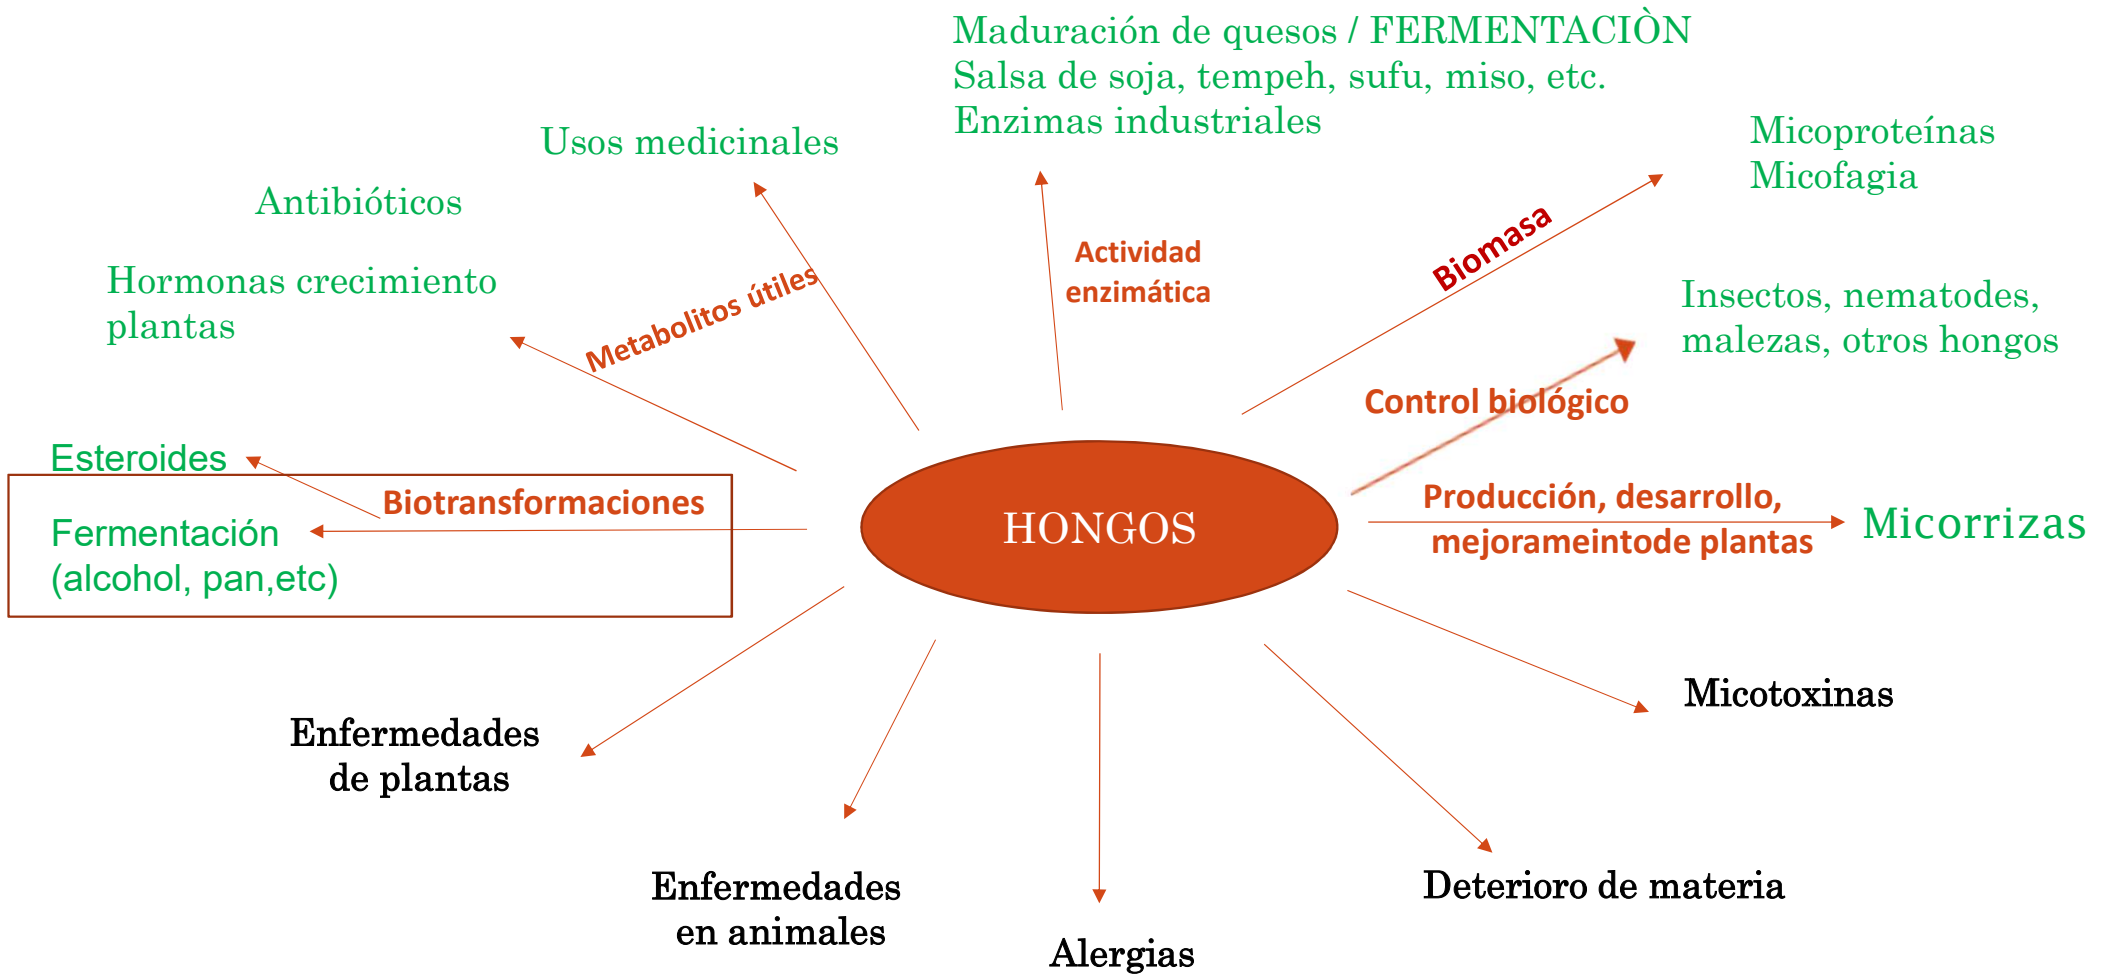 Maduración de quesos / FERMENTACIÒN
Salsa de soja, tempeh, sufu, miso, etc.
Enzimas industriales
Usos medicinales
Micoproteínas
Micofagia
Antibióticos
Actividad
enzimática
Biomasa
Hormonas crecimiento
plantas
Metabolitos útiles
Insectos, nematodes,
malezas, otros hongos
Control biológico
Esteroides
Biotransformaciones
Fermentación
(alcohol, pan,etc)
HONGOS
Producción, desarrollo,
mejorameintode plantas
Micorrizas
Micotoxinas
Enfermedades
de plantas
Enfermedades
en animales
Alergias
Deterioro de materia